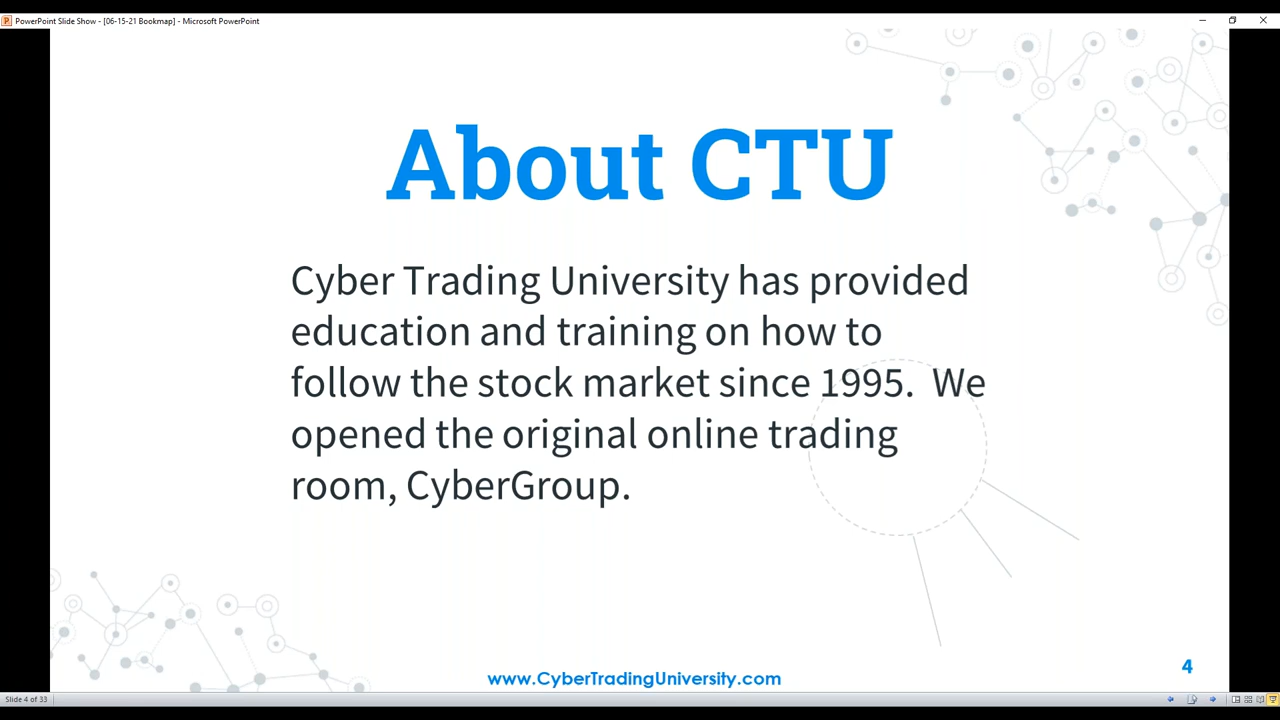 PowerPoint Slide Show - [06-15-21 Bookmap] - Microsoft PowerPoint
About CTU
Cyber Trading University has provided
education and training on how to
follow the stock market since 1995.  We
opened the original online trading
room, CyberGroup.
www.CyberTradingUniversity.com
4
Slide 4 of 33